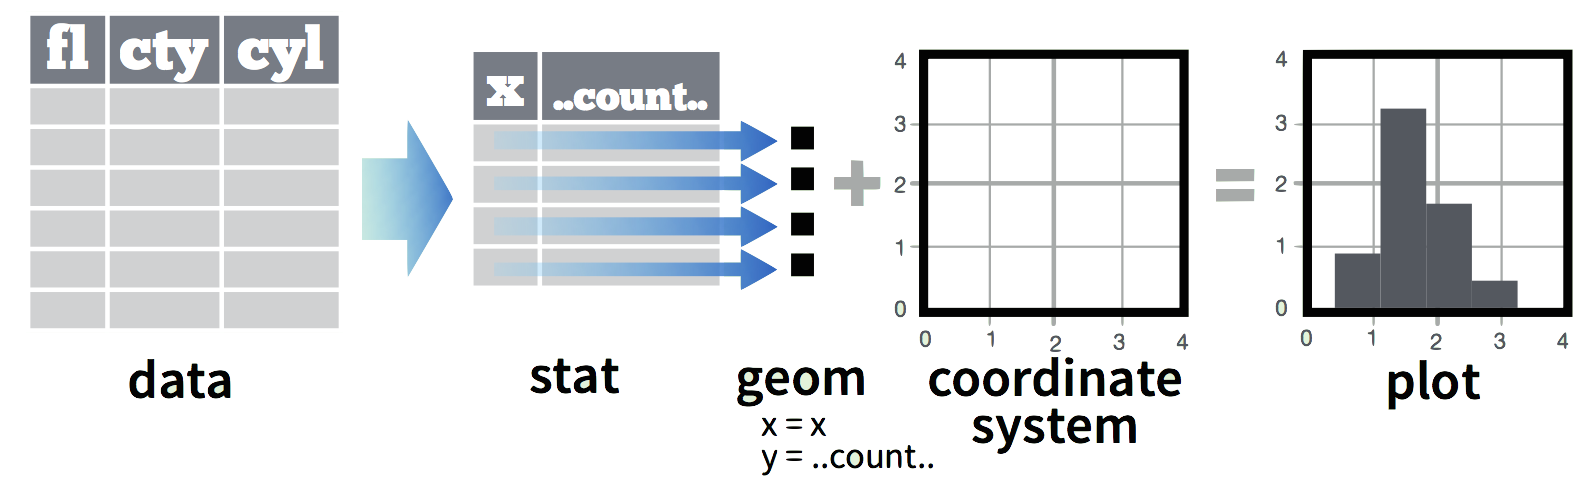 fl cty cyl
x ..count..
data
stat
geom
x = x
y = ..count..
+
4
3
2
1
0
0 1 2 3 4
coordinate
system
=
4
3
2
1
0
0 1 2 3 4
plot